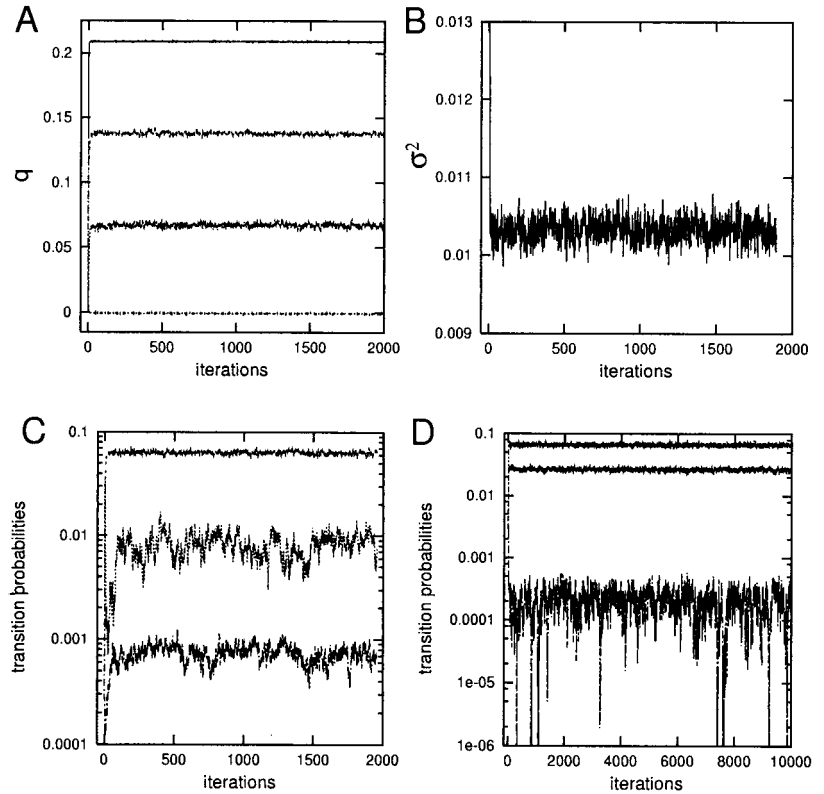 A
q
0.2
0.15
0.1
0.05
0
0 500 1000 1500 2000
iterations
B
σ²
0.013
0.012
0.011
0.01
0.009
0 500 1000 1500 2000
iterations
C
transition probabilities
0.1
0.01
0.001
0.0001
0 500 1000 1500 2000
iterations
D
transition probabilities
0.1
0.01
0.001
0.0001
1e-05
1e-06
0 2000 4000 6000 8000 10000
iterations